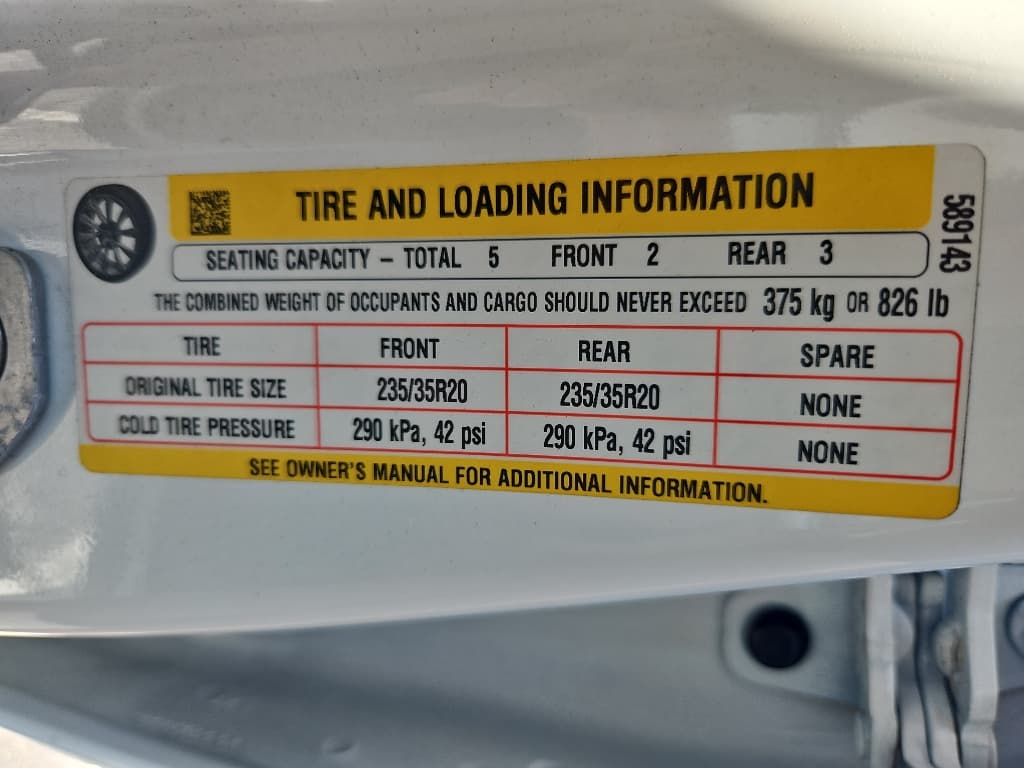 TIRE AND LOADING INFORMATION
589143
SEATING CAPACITY – TOTAL 5 FRONT 2 REAR 3
THE COMBINED WEIGHT OF OCCUPANTS AND CARGO SHOULD NEVER EXCEED 375 kg OR 826 lb
TIRE FRONT REAR SPARE
ORIGINAL TIRE SIZE 235/35R20 235/35R20 NONE
COLD TIRE PRESSURE 290 kPa, 42 psi 290 kPa, 42 psi NONE
SEE OWNER'S MANUAL FOR ADDITIONAL INFORMATION.